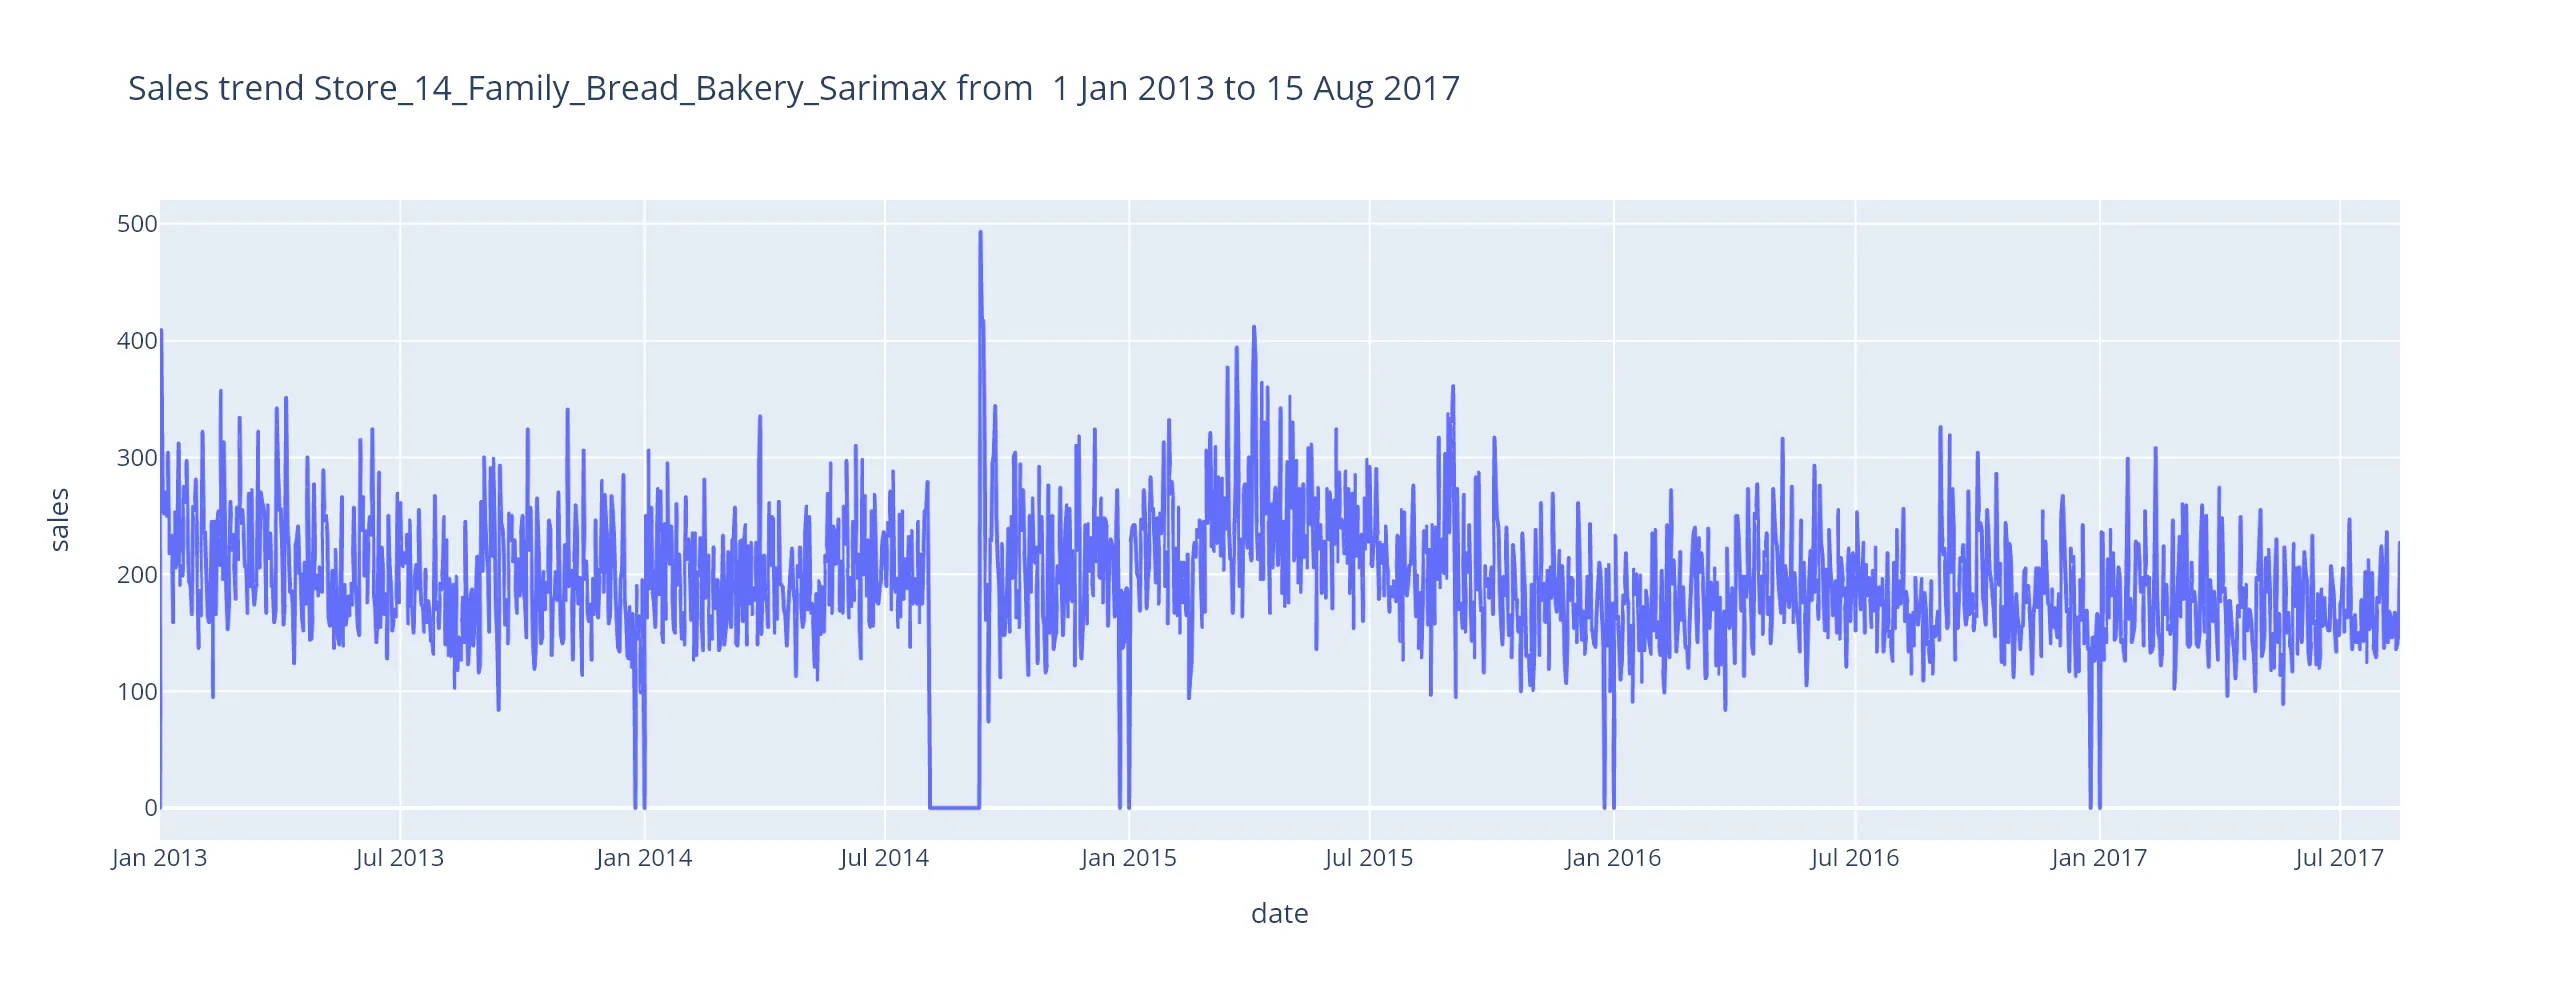 Sales trend Store_14_Family_Bread_Bakery_Sarimax from  1 Jan 2013 to 15 Aug 2017
500
400
300
200
100
0
sales
Jan 2013 Jul 2013 Jan 2014 Jul 2014 Jan 2015 Jul 2015 Jan 2016 Jul 2016 Jan 2017 Jul 2017
date